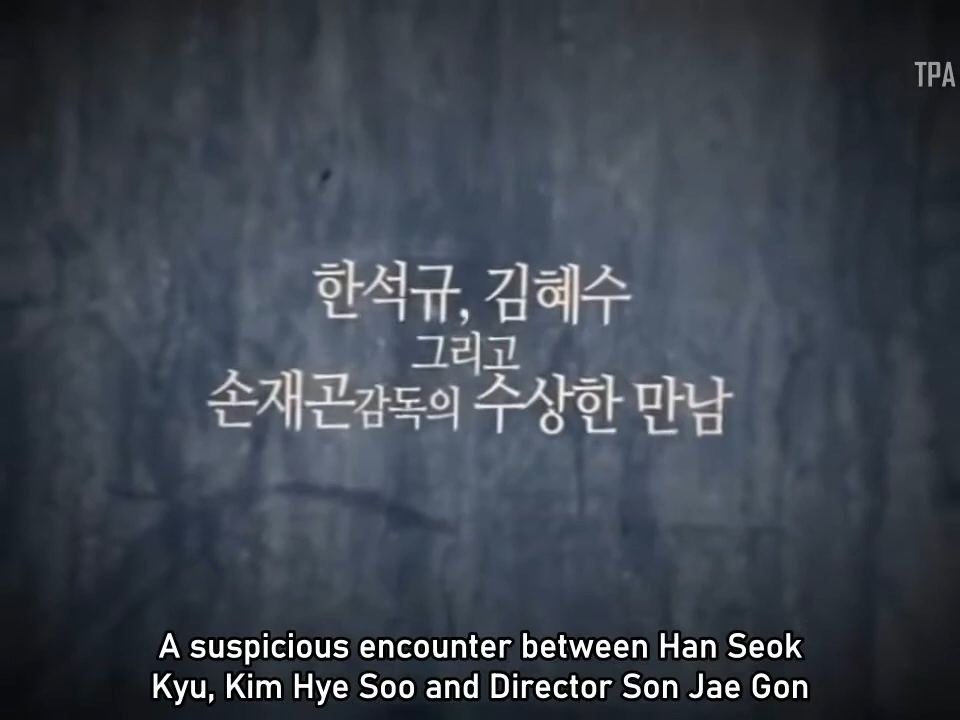 TPA
한석규, 김혜수
그리고
손재곤감독의 수상한 만남
A suspicious encounter between Han Seok
Kyu, Kim Hye Soo and Director Son Jae Gon